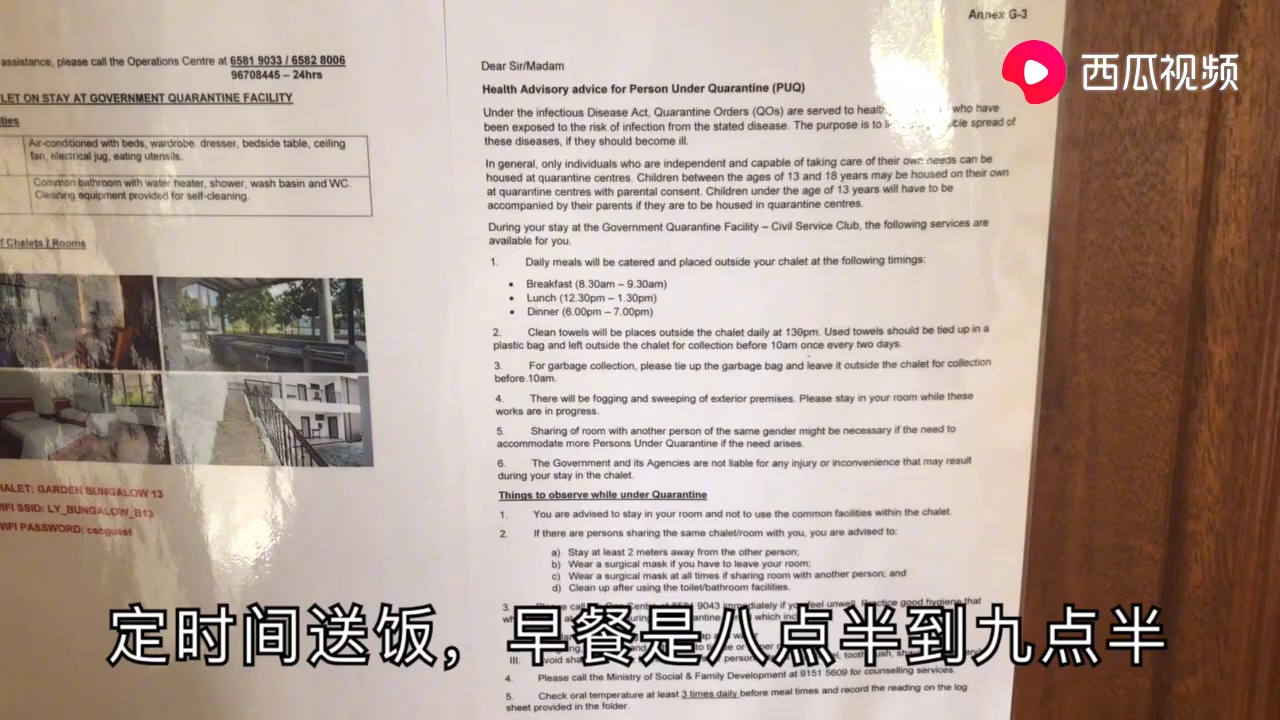 Annex G-3
西瓜视频
assistance, please call the Operations Centre at 6581 9033 / 6582 8006
96708445 – 24hrs
LET ON STAY AT GOVERNMENT QUARANTINE FACILITY
ties
Air-conditioned with beds, wardrobe, dresser, bedside table, ceiling
fan, electrical jug, eating utensils.
Common bathroom with water heater, shower, wash basin and WC.
Cleaning equipment provided for self-cleaning.
f Chalets / Rooms
HALET: GARDEN BUNGALOW 13
IFI SSID: LY_BUNGALOW_B13
IFI PASSWORD: cacguest
Dear Sir/Madam
Health Advisory advice for Person Under Quarantine (PUQ)
Under the infectious Disease Act, Quarantine Orders (QOs) are served to who have
been exposed to the risk of infection from the stated disease. The purpose is to spread of
these diseases, if they should become ill.
In general, only individuals who are independent and capable of taking care of their own needs can be
housed at quarantine centres. Children between the ages of 13 and 18 years may be housed on their own
at quarantine centres with parental consent. Children under the age of 13 years will have to be
accompanied by their parents if they are to be housed in quarantine centres.
During your stay at the Government Quarantine Facility – Civil Service Club, the following services are
available for you.
1. Daily meals will be catered and placed outside your chalet at the following timings:
• Breakfast (8.30am – 9.30am)
• Lunch (12.30pm – 1.30pm)
• Dinner (6.00pm – 7.00pm)
2. Clean towels will be places outside the chalet daily at 130pm. Used towels should be tied up in a
plastic bag and left outside the chalet for collection before 10am once every two days.
3. For garbage collection, please tie up the garbage bag and leave it outside the chalet for collection
before 10am.
4. There will be fogging and sweeping of exterior premises. Please stay in your room while these
works are in progress.
5. Sharing of room with another person of the same gender might be necessary if the need to
accommodate more Persons Under Quarantine if the need arises.
6. The Government and its Agencies are not liable for any injury or inconvenience that may result
during your stay in the chalet.
Things to observe while under Quarantine
1. You are advised to stay in your room and not to use the common facilities within the chalet.
2. If there are persons sharing the same chalet/room with you, you are advised to:
a) Stay at least 2 meters away from the other person;
b) Wear a surgical mask if you have to leave your room;
c) Wear a surgical mask at all times if sharing room with another person; and
d) Clean up after using the toilet/bathroom facilities.
3. 9043 immediately if you feel unwell. Practice good hygiene that
定时间送饭，早餐是八点半到九点半
III.
4. Please call the Ministry of Social & Family Development at 9151 5609 for counselling services.
5. Check oral temperature at least 3 times daily before meal times and record the reading on the log
sheet provided in the folder.